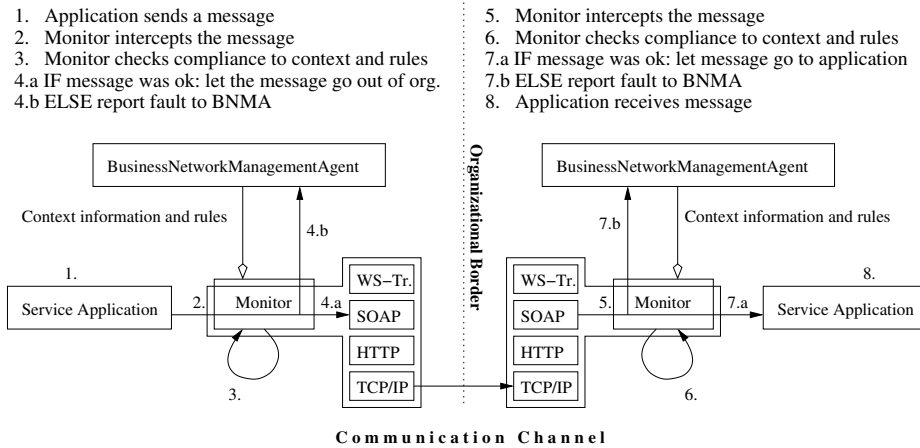 1. Application sends a message
2. Monitor intercepts the message
3. Monitor checks compliance to context and rules
4.a IF message was ok: let the message go out of org.
4.b ELSE report fault to BNMA
5. Monitor intercepts the message
6. Monitor checks compliance to context and rules
7.a IF message was ok: let message go to application
7.b ELSE report fault to BNMA
8. Application receives message
BusinessNetworkManagementAgent
Context information and rules
4.b
1.
Service Application
2.
Monitor
4.a
3.
WS−Tr.
SOAP
HTTP
TCP/IP
Organizational Border
BusinessNetworkManagementAgent
7.b
Context information and rules
WS−Tr.
SOAP
HTTP
TCP/IP
5.
Monitor
7.a
6.
8.
Service Application
Communication Channel